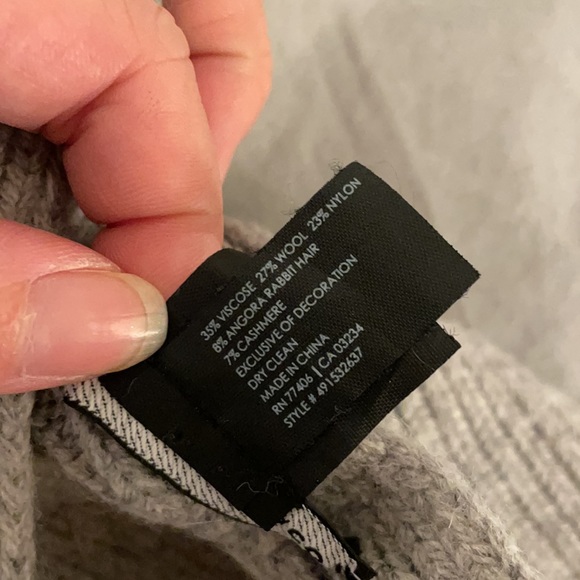 35% VISCOSE 27% WOOL 23% NYLON
8% ANGORA RABBIT HAIR
7% CASHMERE
EXCLUSIVE OF DECORATION
DRY CLEAN
MADE IN CHINA
RN 77406 | CA 03234
STYLE # 491532637